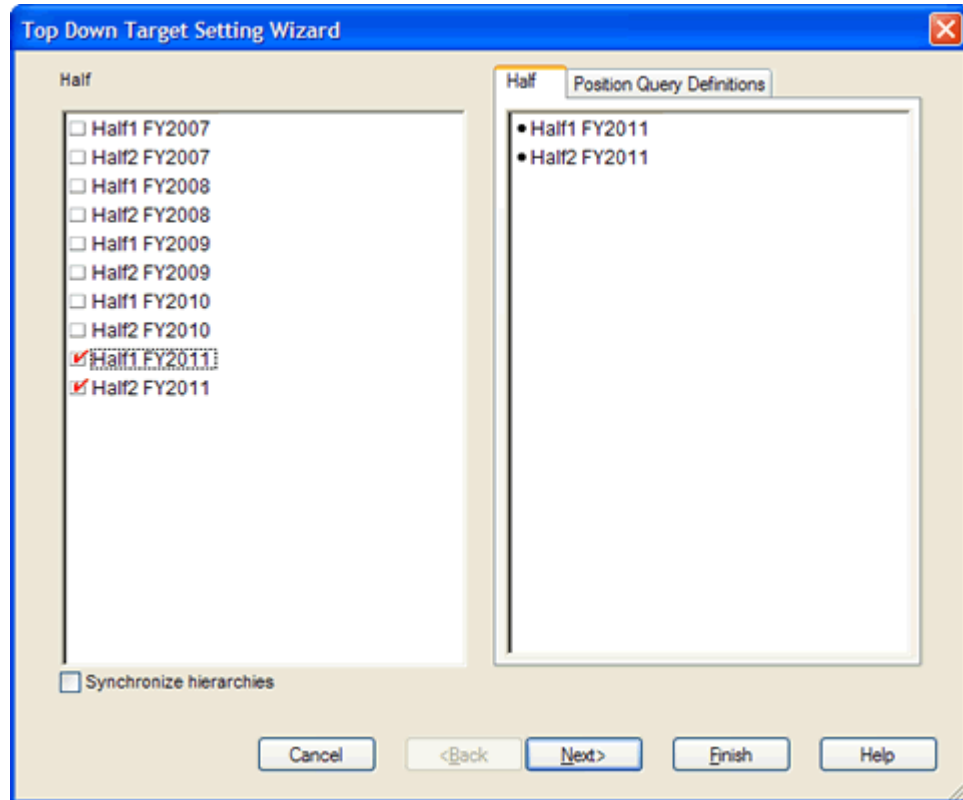 Top Down Target Setting Wizard
Half
Half1 FY2007
Half2 FY2007
Half1 FY2008
Half2 FY2008
Half1 FY2009
Half2 FY2009
Half1 FY2010
Half2 FY2010
Half1 FY2011
Half2 FY2011
Synchronize hierarchies
Half Position Query Definitions
Half1 FY2011
Half2 FY2011
Cancel <Back Next> Finish Help